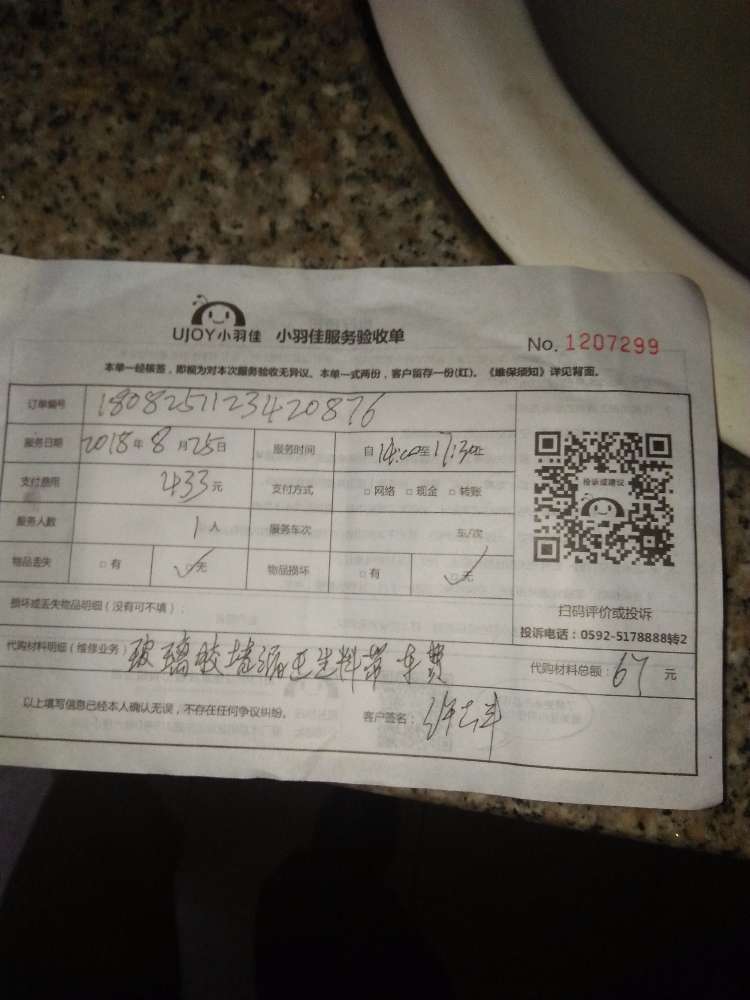 UJOY小羽佳 小羽佳服务验收单 No. 1207299
本单一经核签，即视为对本次服务验收无异议。本单一式两份，客户留存一份(红)。《维保须知》详见背面。
订单编号 1808251123420876
服务日期 2018年8月25日 服务时间 自14:00至17:30止
支付费用 433元 支付方式 □网络 □现金 □转账
投诉或建议
服务人数 1人 服务车次 车/次
物品丢失 □有 ✓□无 物品损坏 □有 ✓□无
损坏或丢失物品明细（没有可不填）：
扫码评价或投诉
投诉电话：0592-5178888转2
代购材料明细（维修业务） 玻璃胶 生料带 车费 代购材料总额：67元
以上填写信息已经本人确认无误，不存在任何争议纠纷。 客户签名：